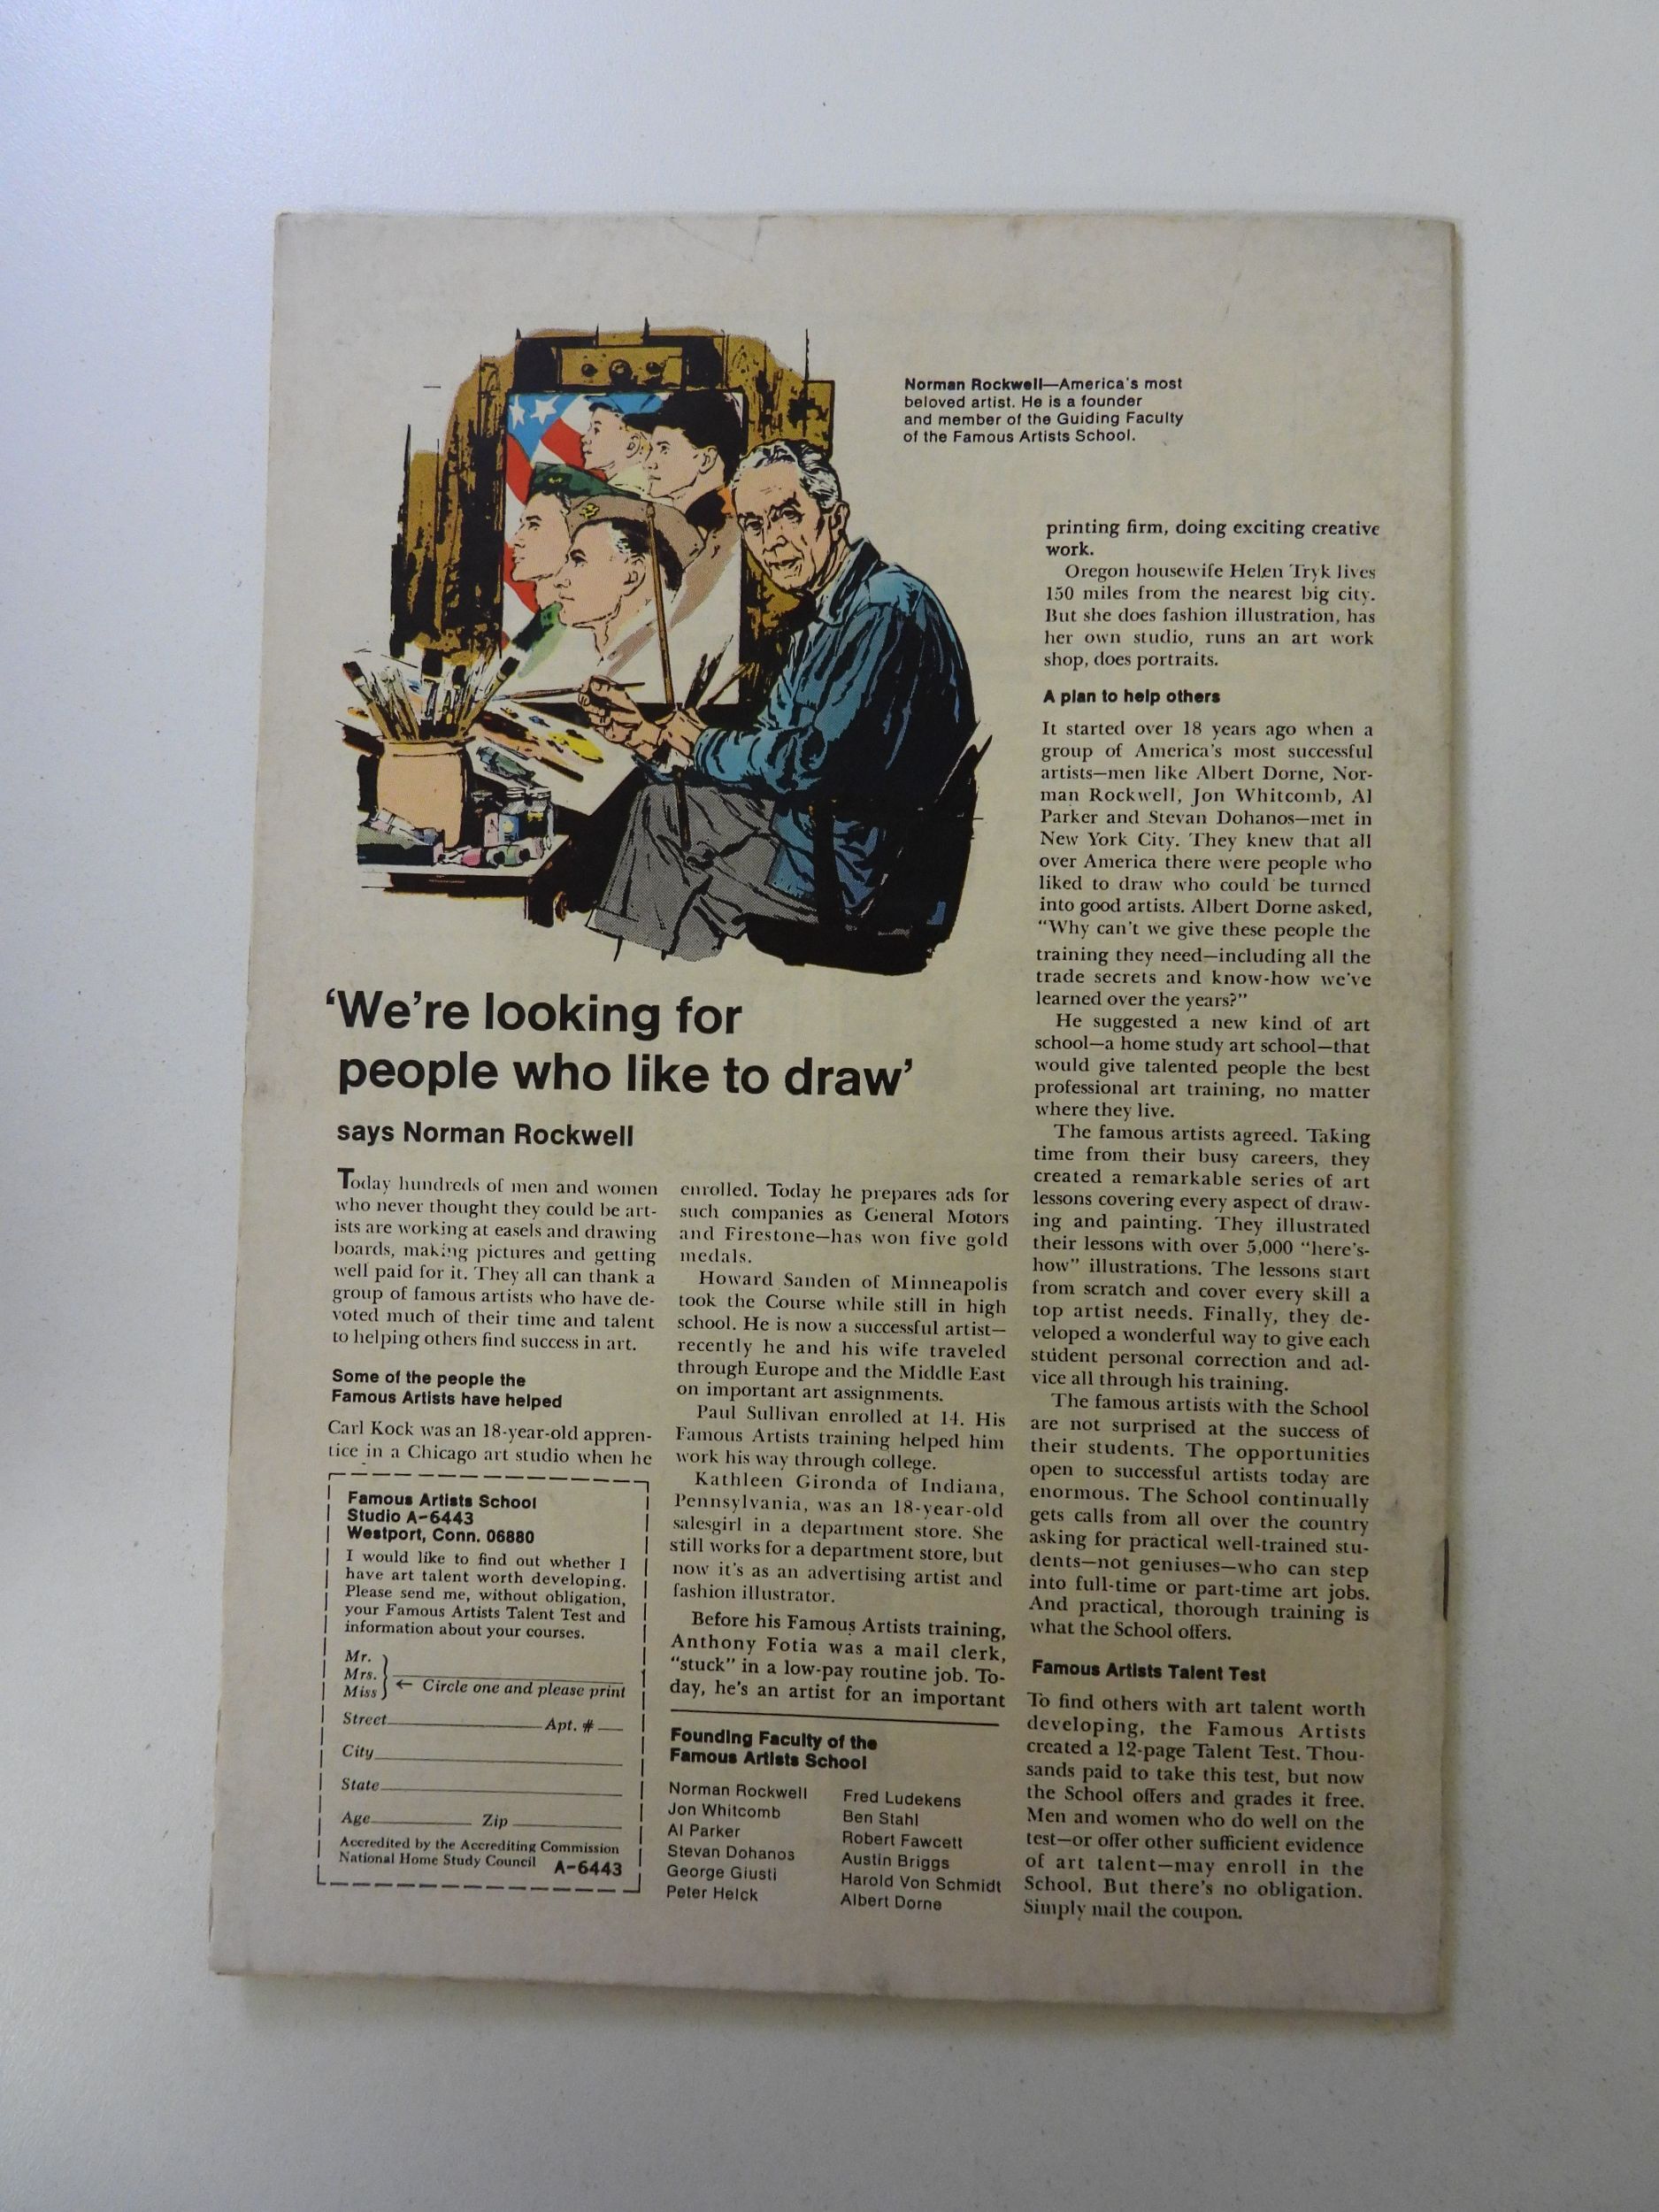 Norman Rockwell—America's most
beloved artist. He is a founder
and member of the Guiding Faculty
of the Famous Artists School.
'We're looking for
people who like to draw'
says Norman Rockwell
Today hundreds of men and women
who never thought they could be art-
ists are working at easels and drawing
boards, making pictures and getting
well paid for it. They all can thank a
group of famous artists who have de-
voted much of their time and talent
to helping others find success in art.
Some of the people the
Famous Artists have helped
Carl Kock was an 18-year-old appren-
tice in a Chicago art studio when he
enrolled. Today he prepares ads for
such companies as General Motors
and Firestone—has won five gold
medals.
Howard Sanden of Minneapolis
took the Course while still in high
school. He is now a successful artist—
recently he and his wife traveled
through Europe and the Middle East
on important art assignments.
Paul Sullivan enrolled at 14. His
Famous Artists training helped him
work his way through college.
Kathleen Gironda of Indiana,
Pennsylvania, was an 18-year-old
salesgirl in a department store. She
still works for a department store, but
now it's as an advertising artist and
fashion illustrator.
Before his Famous Artists training,
Anthony Fotia was a mail clerk,
"stuck" in a low-pay routine job. To-
day, he's an artist for an important
printing firm, doing exciting creative
work.
Oregon housewife Helen Tryk lives
150 miles from the nearest big city.
But she does fashion illustration, has
her own studio, runs an art work
shop, does portraits.
A plan to help others
It started over 18 years ago when a
group of America's most successful
artists—men like Albert Dorne, Nor-
man Rockwell, Jon Whitcomb, Al
Parker and Stevan Dohanos—met in
New York City. They knew that all
over America there were people who
liked to draw who could be turned
into good artists. Albert Dorne asked,
"Why can't we give these people the
training they need—including all the
trade secrets and know-how we've
learned over the years?"
He suggested a new kind of art
school—a home study art school—that
would give talented people the best
professional art training, no matter
where they live.
The famous artists agreed. Taking
time from their busy careers, they
created a remarkable series of art
lessons covering every aspect of draw-
ing and painting. They illustrated
their lessons with over 5,000 "here's-
how" illustrations. The lessons start
from scratch and cover every skill a
top artist needs. Finally, they de-
veloped a wonderful way to give each
student personal correction and ad-
vice all through his training.
The famous artists with the School
are not surprised at the success of
their students. The opportunities
open to successful artists today are
enormous. The School continually
gets calls from all over the country
asking for practical well-trained stu-
dents—not geniuses—who can step
into full-time or part-time art jobs.
And practical, thorough training is
what the School offers.
Famous Artists Talent Test
To find others with art talent worth
developing, the Famous Artists
created a 12-page Talent Test. Thou-
sands paid to take this test, but now
the School offers and grades it free.
Men and women who do well on the
test—or offer other sufficient evidence
of art talent—may enroll in the
School. But there's no obligation.
Simply mail the coupon.
Famous Artists School
Studio A-6443
Westport, Conn. 06880
I would like to find out whether I
have art talent worth developing.
Please send me, without obligation,
your Famous Artists Talent Test and
information about your courses.
Mr.
Mrs.
Miss ← Circle one and please print
Street Apt. #
City
State
Age Zip
Accredited by the Accrediting Commission
National Home Study Council A-6443
Founding Faculty of the
Famous Artists School
Norman Rockwell
Jon Whitcomb
Al Parker
Stevan Dohanos
George Giusti
Peter Helck
Fred Ludekens
Ben Stahl
Robert Fawcett
Austin Briggs
Harold Von Schmidt
Albert Dorne